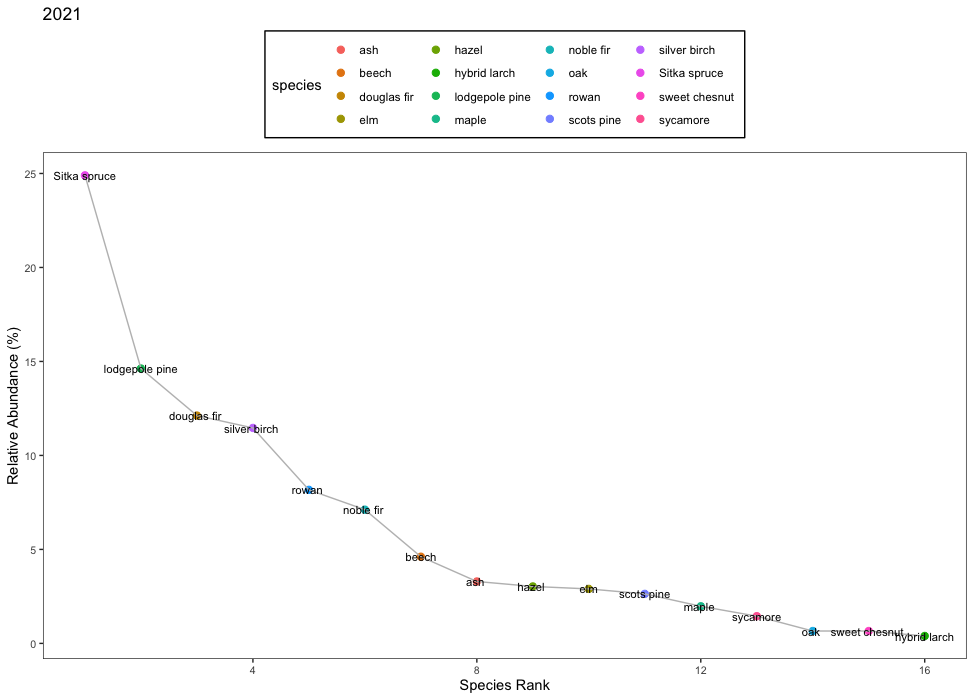 2021
species
ash
hazel
noble fir
silver birch
beech
hybrid larch
oak
Sitka spruce
douglas fir
lodgepole pine
rowan
sweet chesnut
elm
maple
scots pine
sycamore
25
20
15
10
5
0
Relative Abundance (%)
Sitka spruce
lodgepole pine
douglas fir
silver birch
rowan
noble fir
beech
ash
hazel
elm
scots pine
maple
sycamore
oak
sweet chesnut
hybrid larch
4
8
12
16
Species Rank